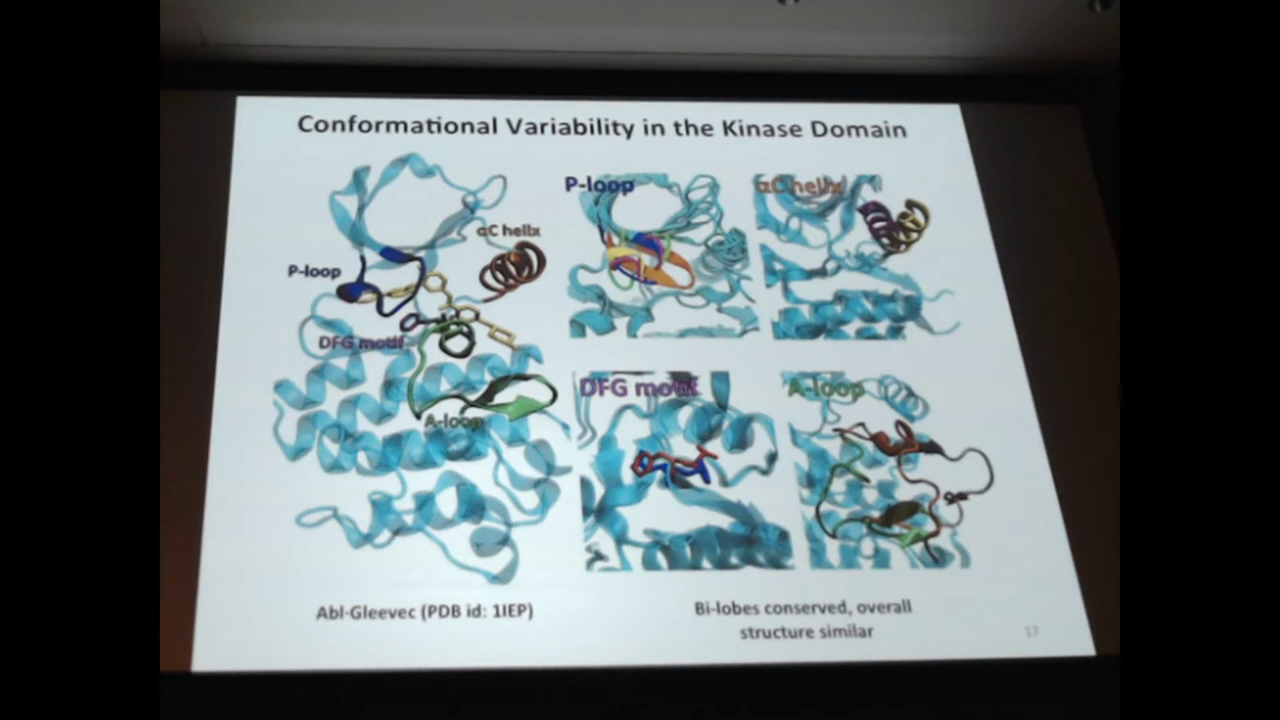 Conformational Variability in the Kinase Domain
αC helix
P-loop
DFG motif
A-loop
P-loop
αC helix
DFG motif
A-loop
Abl-Gleevec (PDB id: 1IEP)
Bi-lobes conserved, overall
structure similar
17